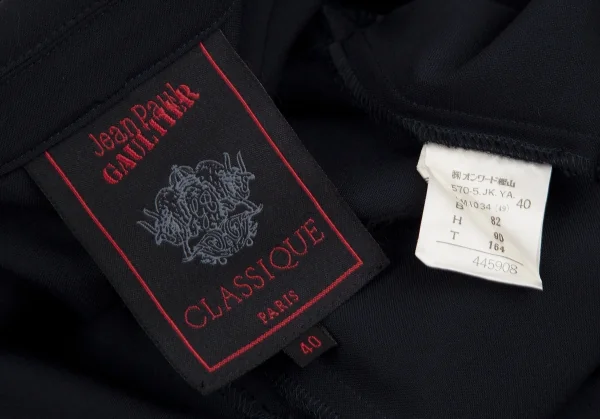 Jean Paul
GAULTIER
CLASSIQUE
PARIS
40
㈱オンワード樫山
570-5. JK. YA.
40
B 82
H 90
T 164
445908